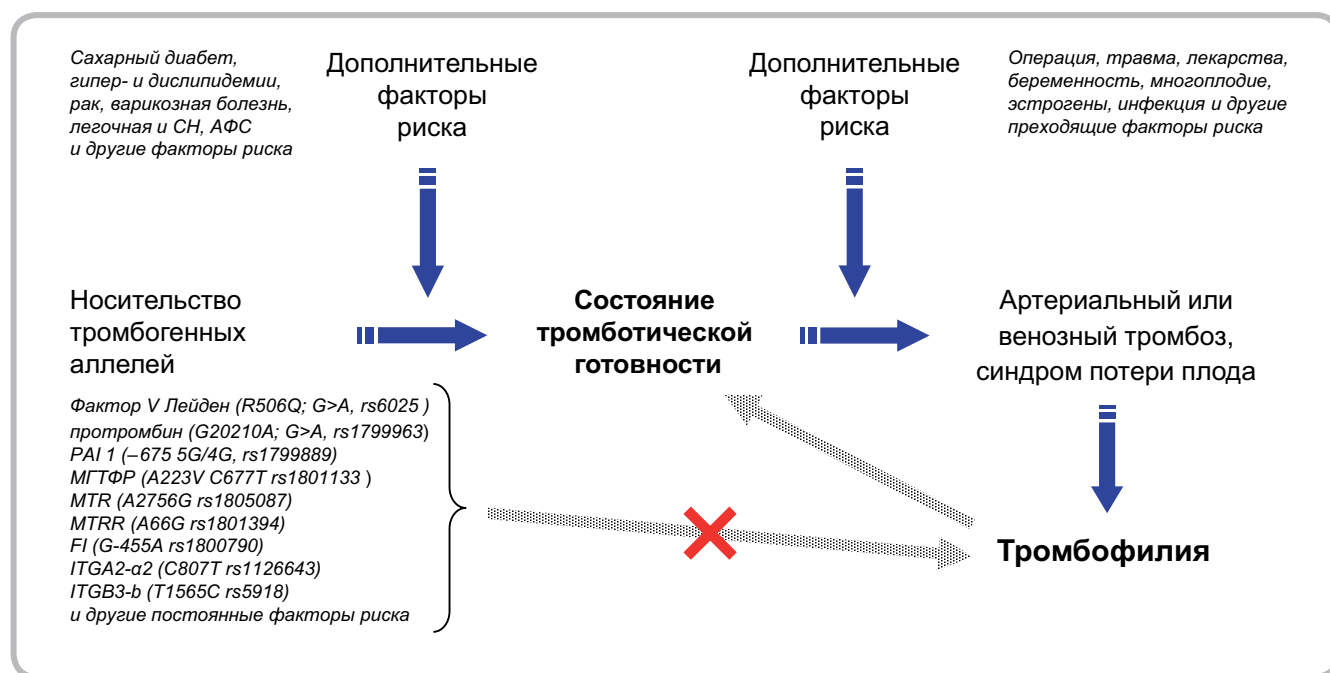 Сахарный диабет,
гипер- и дислипидемии,
рак, варикозная болезнь,
легочная и СН, АФС
и другие факторы риска
Дополнительные
факторы
риска
Дополнительные
факторы
риска
Операция, травма, лекарства,
беременность, многоплодие,
эстрогены, инфекция и другие
преходящие факторы риска
Носительство
тромбогенных
аллелей
Состояние
тромботической
готовности
Артериальный или
венозный тромбоз,
синдром потери плода
Фактор V Лейден (R506Q; G>A, rs6025 )
протромбин (G20210A; G>A, rs1799963)
PAI 1 (–675 5G/4G, rs1799889)
МГТФР (A223V C677T rs1801133 )
MTR (A2756G rs1805087)
MTRR (A66G rs1801394)
FI (G-455A rs1800790)
ITGA2-α2 (C807T rs1126643)
ITGB3-b (T1565C rs5918)
и другие постоянные факторы риска
Тромбофилия